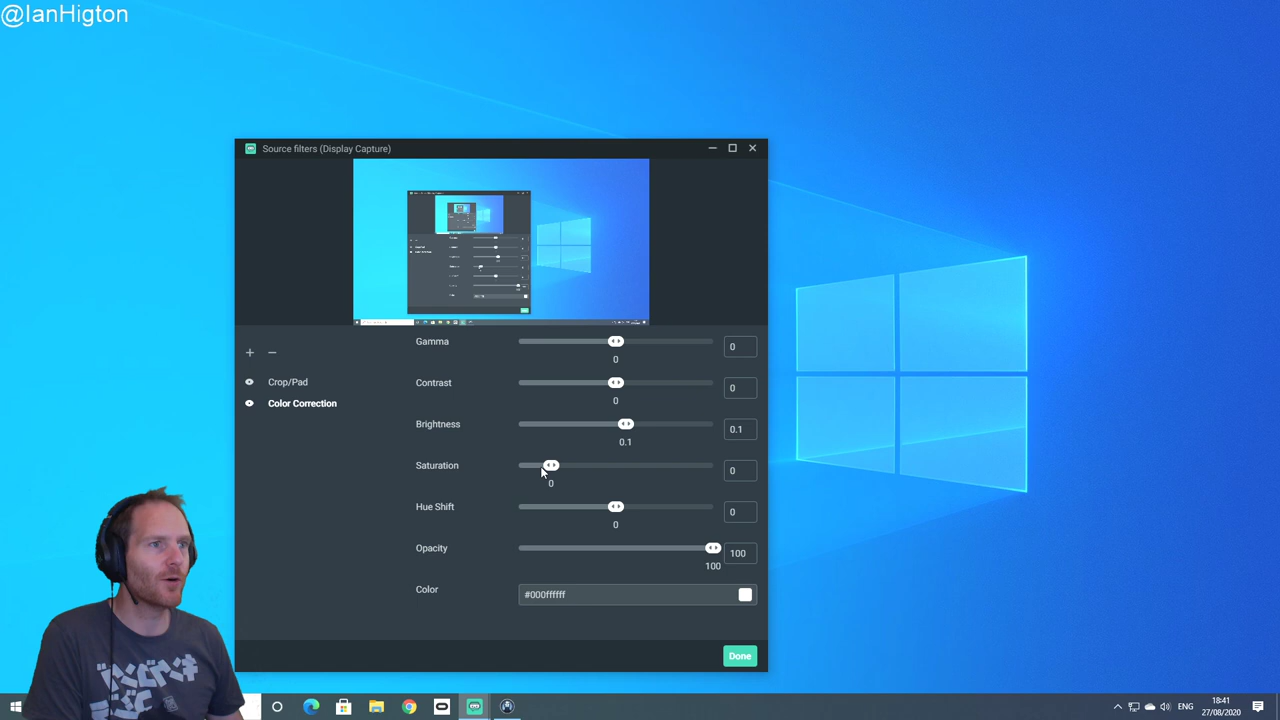 @IanHigton
Source filters (Display Capture)
Gamma
0
0
Contrast
0
0
Crop/Pad
Color Correction
Brightness
0.1
0.1
Saturation
0
0
Hue Shift
0
0
Opacity
100
100
Color
#000ffffff
Done
ENG
18:41
27/08/2020